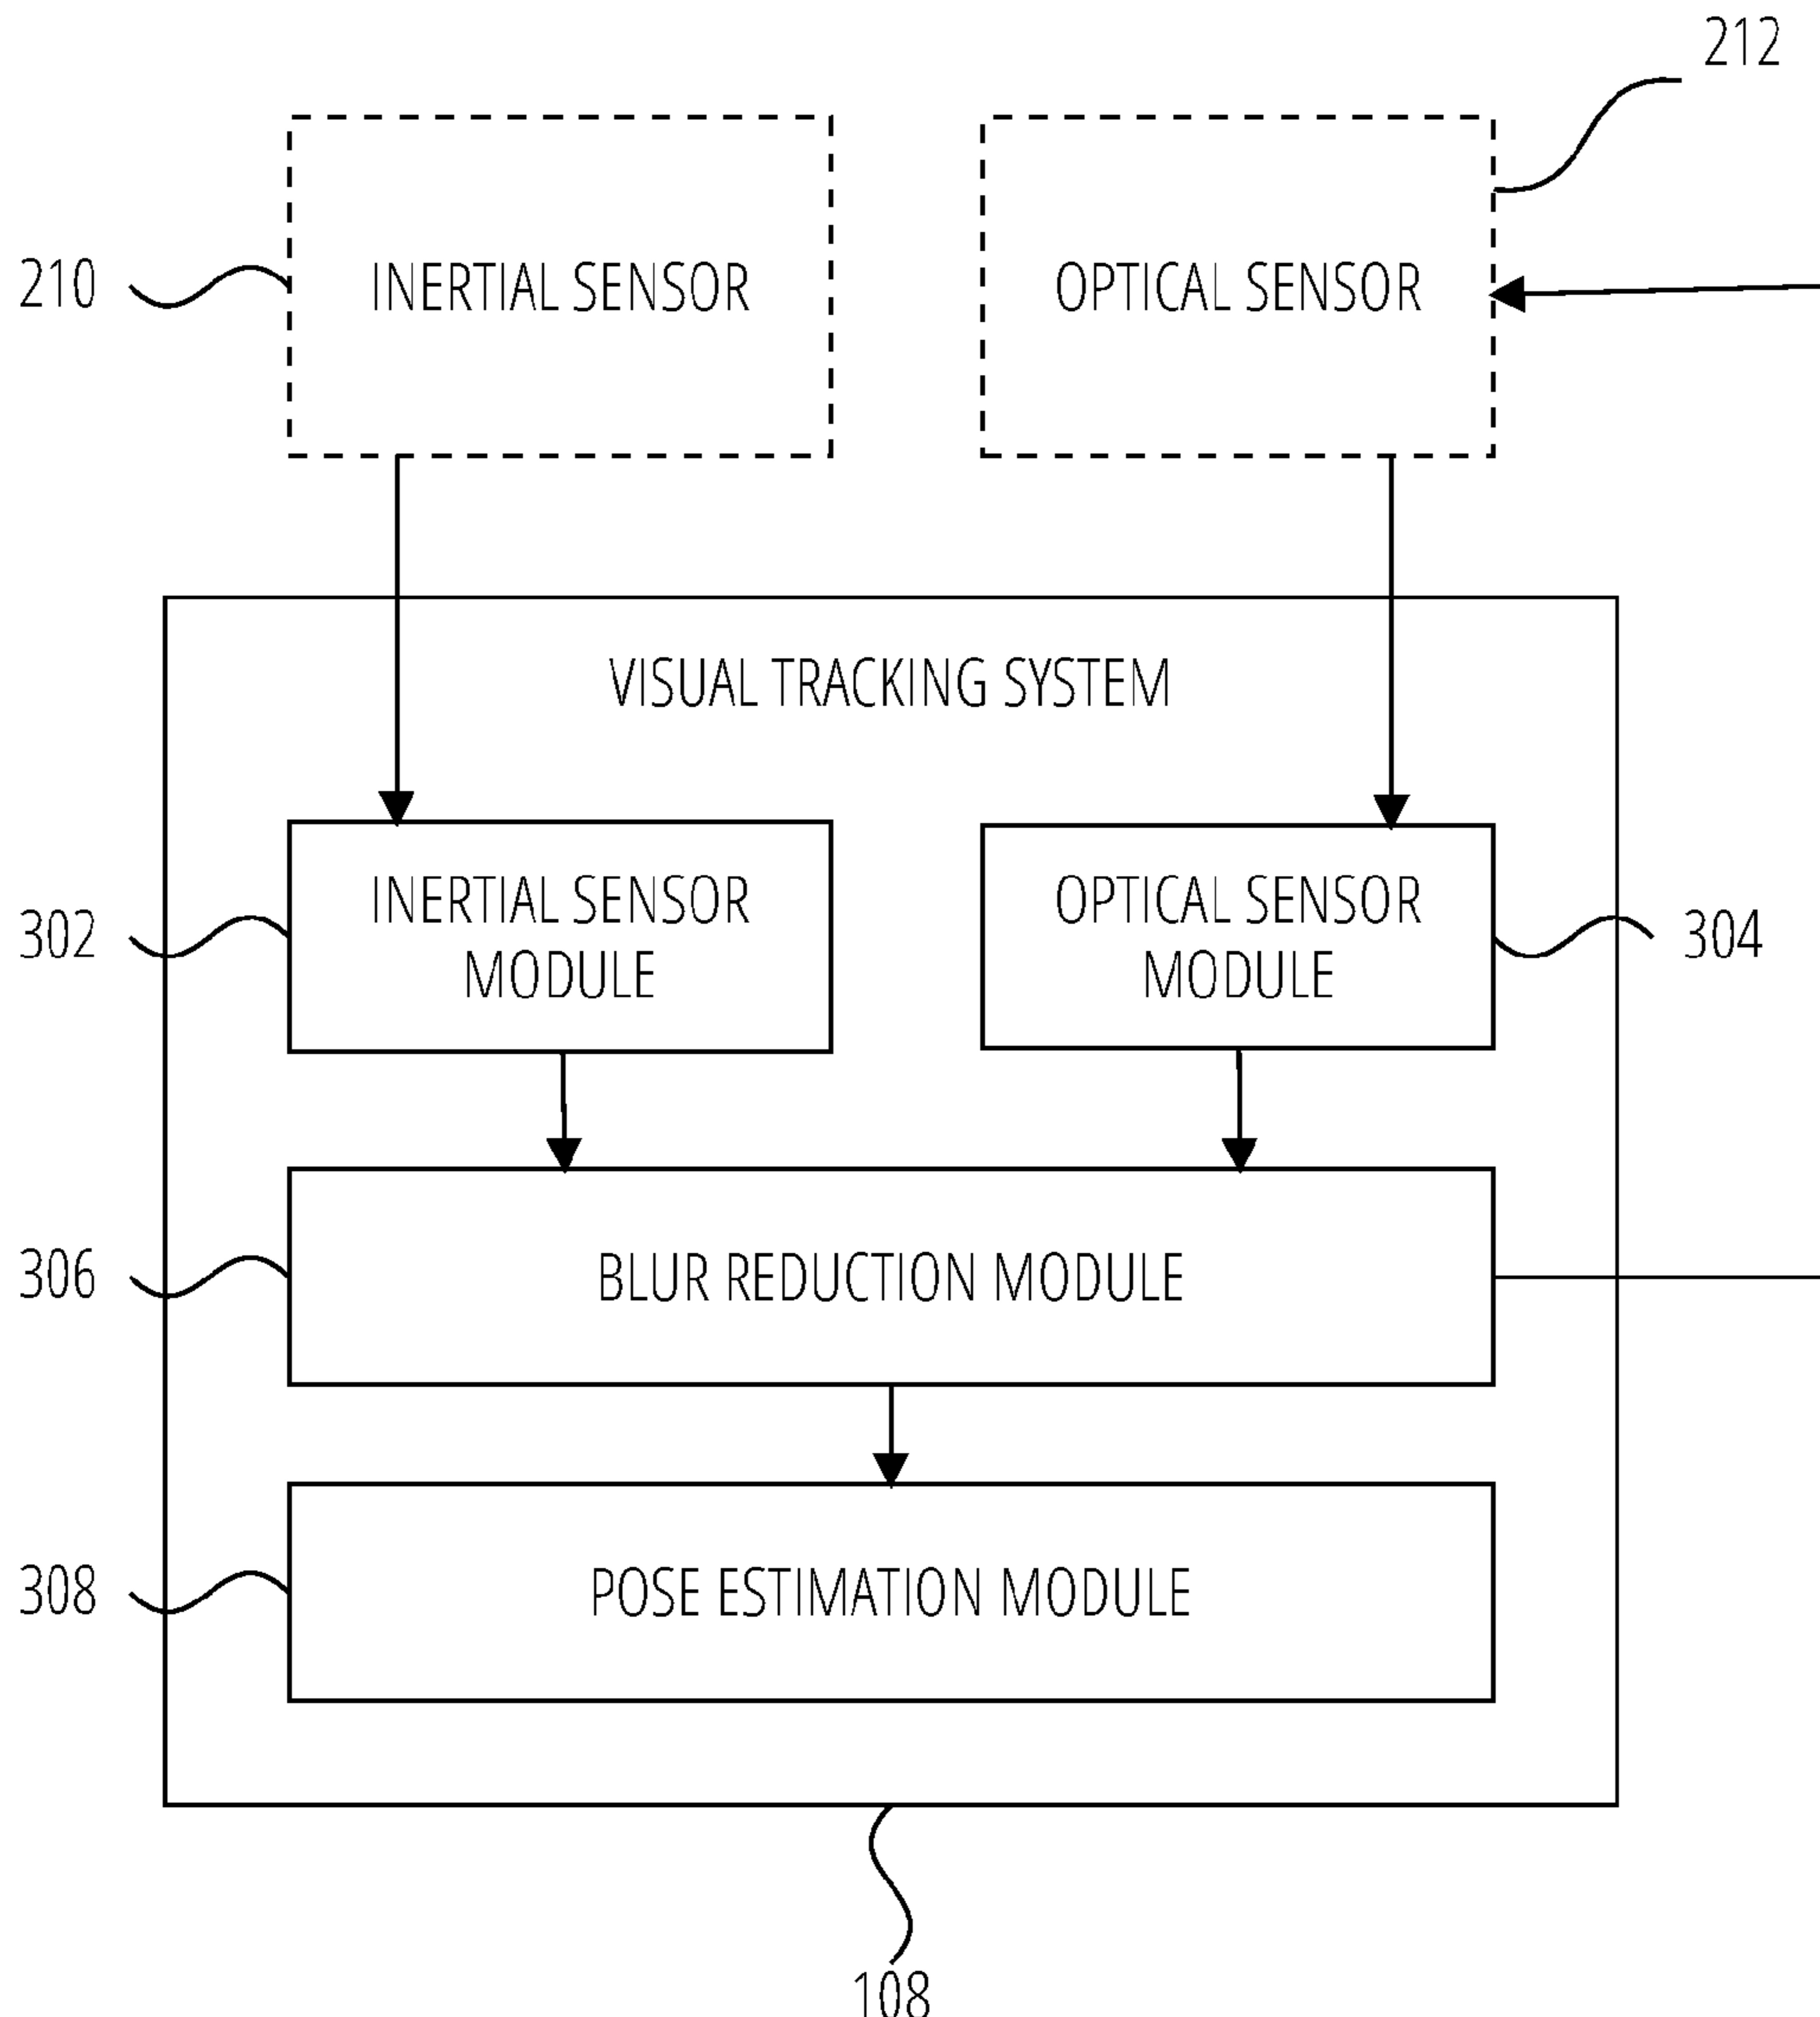 212
210
INERTIAL SENSOR
OPTICAL SENSOR
VISUAL TRACKING SYSTEM
302
INERTIAL SENSOR
MODULE
OPTICAL SENSOR
MODULE
304
306
BLUR REDUCTION MODULE
308
POSE ESTIMATION MODULE
108